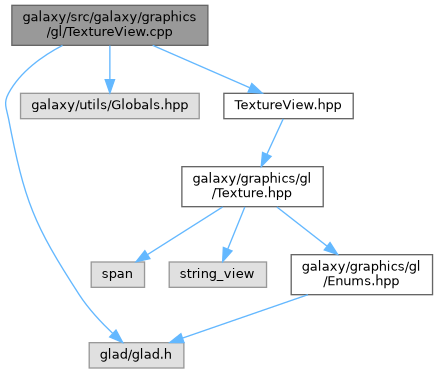 galaxy/src/galaxy/graphics
/gl/TextureView.cpp
galaxy/utils/Globals.hpp
TextureView.hpp
galaxy/graphics/gl
/Texture.hpp
span
string_view
galaxy/graphics/gl
/Enums.hpp
glad/glad.h